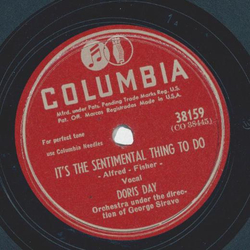 COLUMBIA
Mfrd. under Pats. Pending Trade Marks Reg. U.S.
Pat. Off. Marcas Registradas Made in U.S.A.
For perfect tone
use Columbia Needles
38159
(CO 38445)
IT'S THE SENTIMENTAL THING TO DO
- Alfred - Fisher -
Vocal
DORIS DAY
Orchestra under the direc-
tion of George Siravo